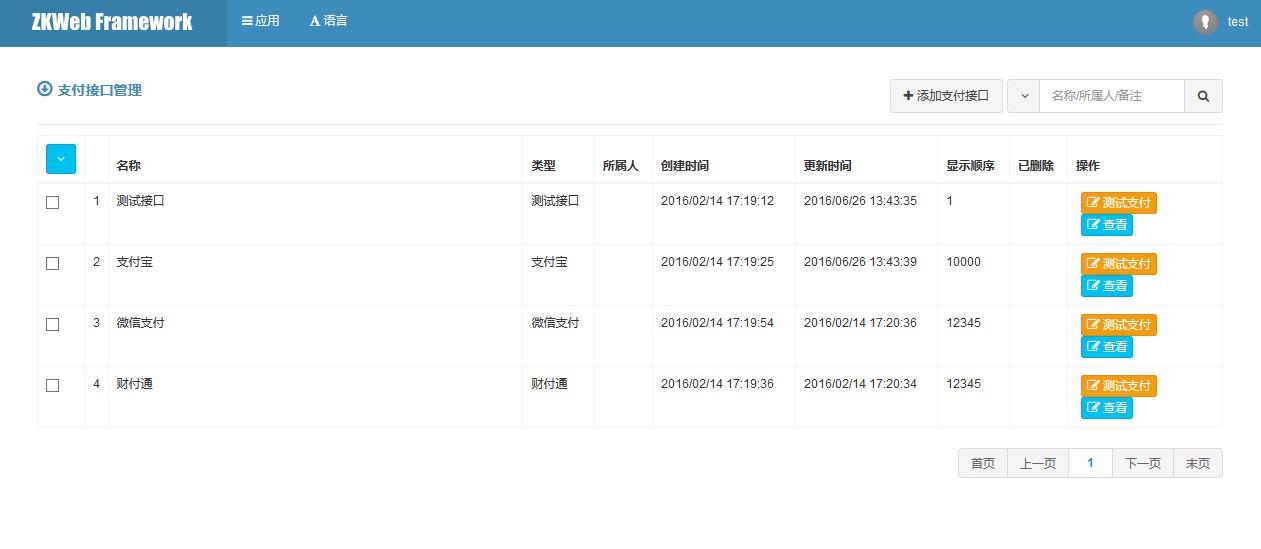 ZKWeb Framework 应用 语言 test
支付接口管理 添加支付接口 名称/所属人/备注
名称 类型 所属人 创建时间 更新时间 显示顺序 已删除 操作
1 测试接口 测试接口 2016/02/14 17:19:12 2016/06/26 13:43:35 1 测试支付
查看
2 支付宝 支付宝 2016/02/14 17:19:25 2016/06/26 13:43:39 10000 测试支付
查看
3 微信支付 微信支付 2016/02/14 17:19:54 2016/02/14 17:20:36 12345 测试支付
查看
4 财付通 财付通 2016/02/14 17:19:36 2016/02/14 17:20:34 12345 测试支付
查看
首页 上一页 1 下一页 末页